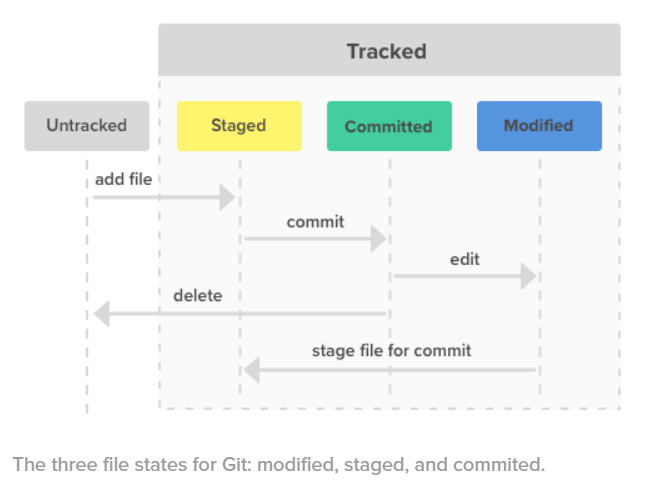 Tracked
Untracked
Staged
Committed
Modified
add file
commit
edit
delete
stage file for commit
The three file states for Git: modified, staged, and commited.